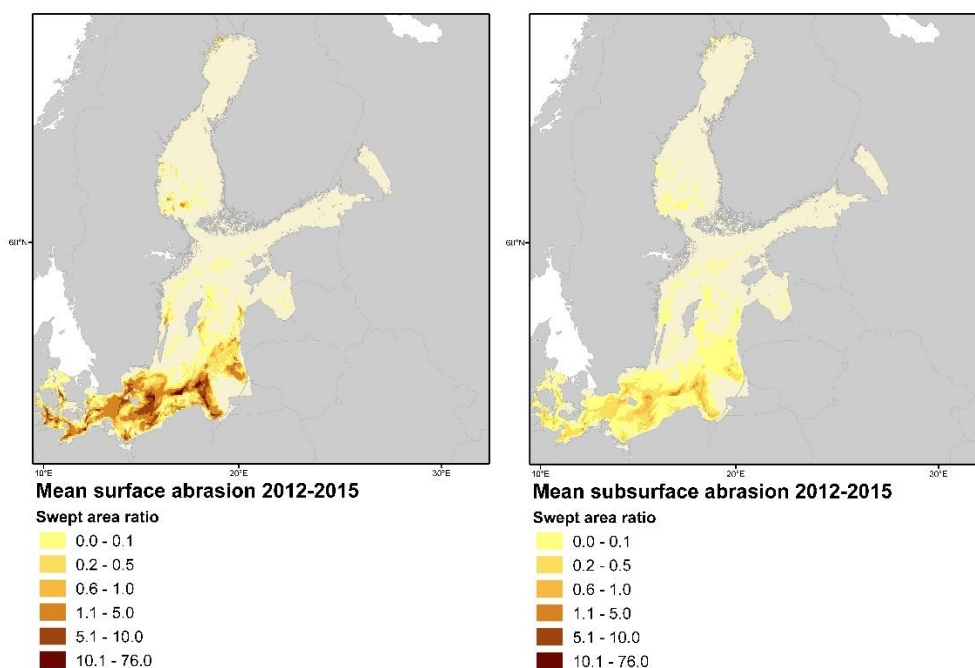 60°N
10°E 20°E 30°E
Mean surface abrasion 2012-2015
Swept area ratio
0.0 - 0.1
0.2 - 0.5
0.6 - 1.0
1.1 - 5.0
5.1 - 10.0
10.1 - 76.0
60°N
10°E 20°E 30°E
Mean subsurface abrasion 2012-2015
Swept area ratio
0.0 - 0.1
0.2 - 0.5
0.6 - 1.0
1.1 - 5.0
5.1 - 10.0
10.1 - 76.0